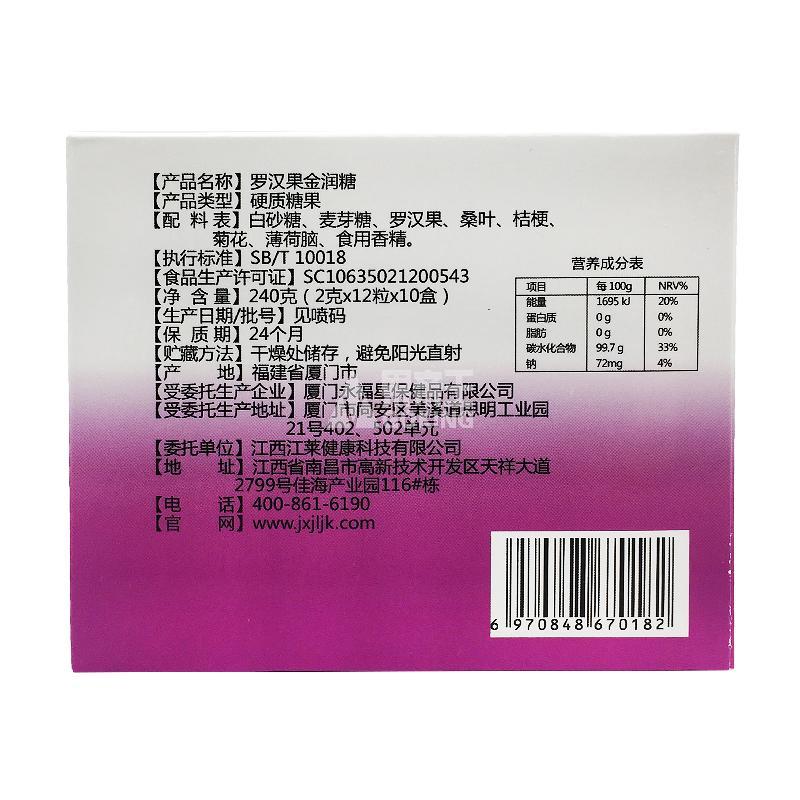 【产品名称】罗汉果金润糖
【产品类型】硬质糖果
【配 料 表】白砂糖、麦芽糖、罗汉果、桑叶、桔梗、
菊花、薄荷脑、食用香精。
【执行标准】SB/T 10018
【食品生产许可证】SC10635021200543
【净 含 量】240克（2克x12粒x10盒）
【生产日期/批号】见喷码
【保 质 期】24个月
【贮藏方法】干燥处储存，避免阳光直射
【产 地】福建省厦门市
【受委托生产企业】厦门永福星保健品有限公司
【受委托生产地址】厦门市同安区美溪道思明工业园
21号402、502单元
【委托单位】江西江莱健康科技有限公司
【地 址】江西省南昌市高新技术开发区天祥大道
2799号佳海产业园116#栋
【电 话】400-861-6190
【官 网】www.jxjljk.com
营养成分表
项目 每 100g NRV%
能量 1695 kJ 20%
蛋白质 0 g 0%
脂肪 0 g 0%
碳水化合物 99.7 g 33%
钠 72mg 4%
6 970848 670182